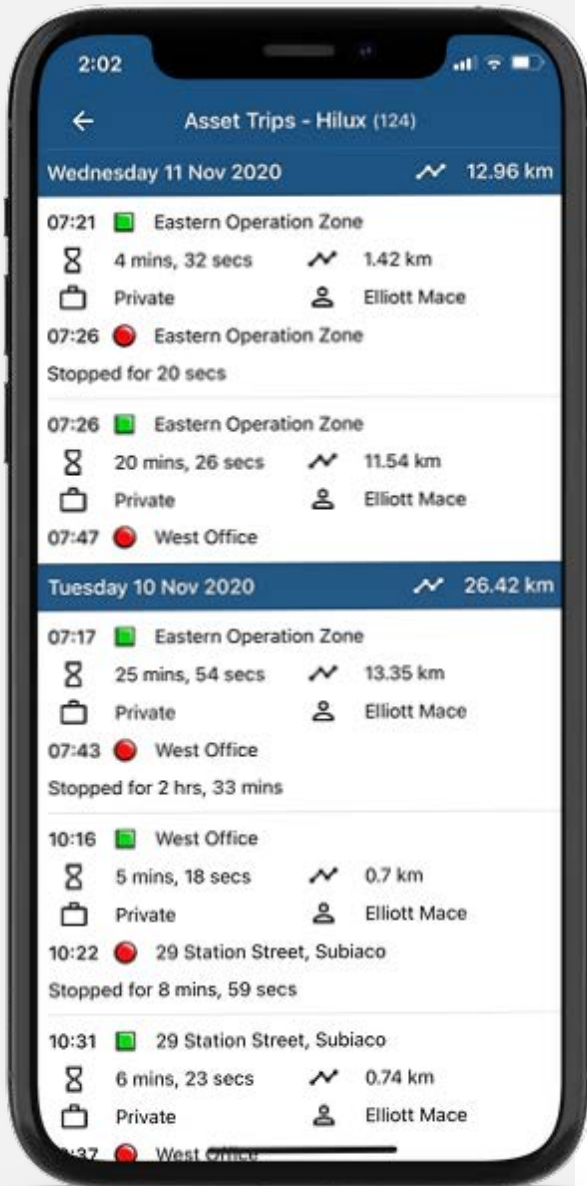 2:02
Asset Trips - Hilux (124)
Wednesday 11 Nov 2020 12.96 km
07:21 Eastern Operation Zone
4 mins, 32 secs 1.42 km
Private Elliott Mace
07:26 Eastern Operation Zone
Stopped for 20 secs
07:26 Eastern Operation Zone
20 mins, 26 secs 11.54 km
Private Elliott Mace
07:47 West Office
Tuesday 10 Nov 2020 26.42 km
07:17 Eastern Operation Zone
25 mins, 54 secs 13.35 km
Private Elliott Mace
07:43 West Office
Stopped for 2 hrs, 33 mins
10:16 West Office
5 mins, 18 secs 0.7 km
Private Elliott Mace
10:22 29 Station Street, Subiaco
Stopped for 8 mins, 59 secs
10:31 29 Station Street, Subiaco
6 mins, 23 secs 0.74 km
Private Elliott Mace
West Office